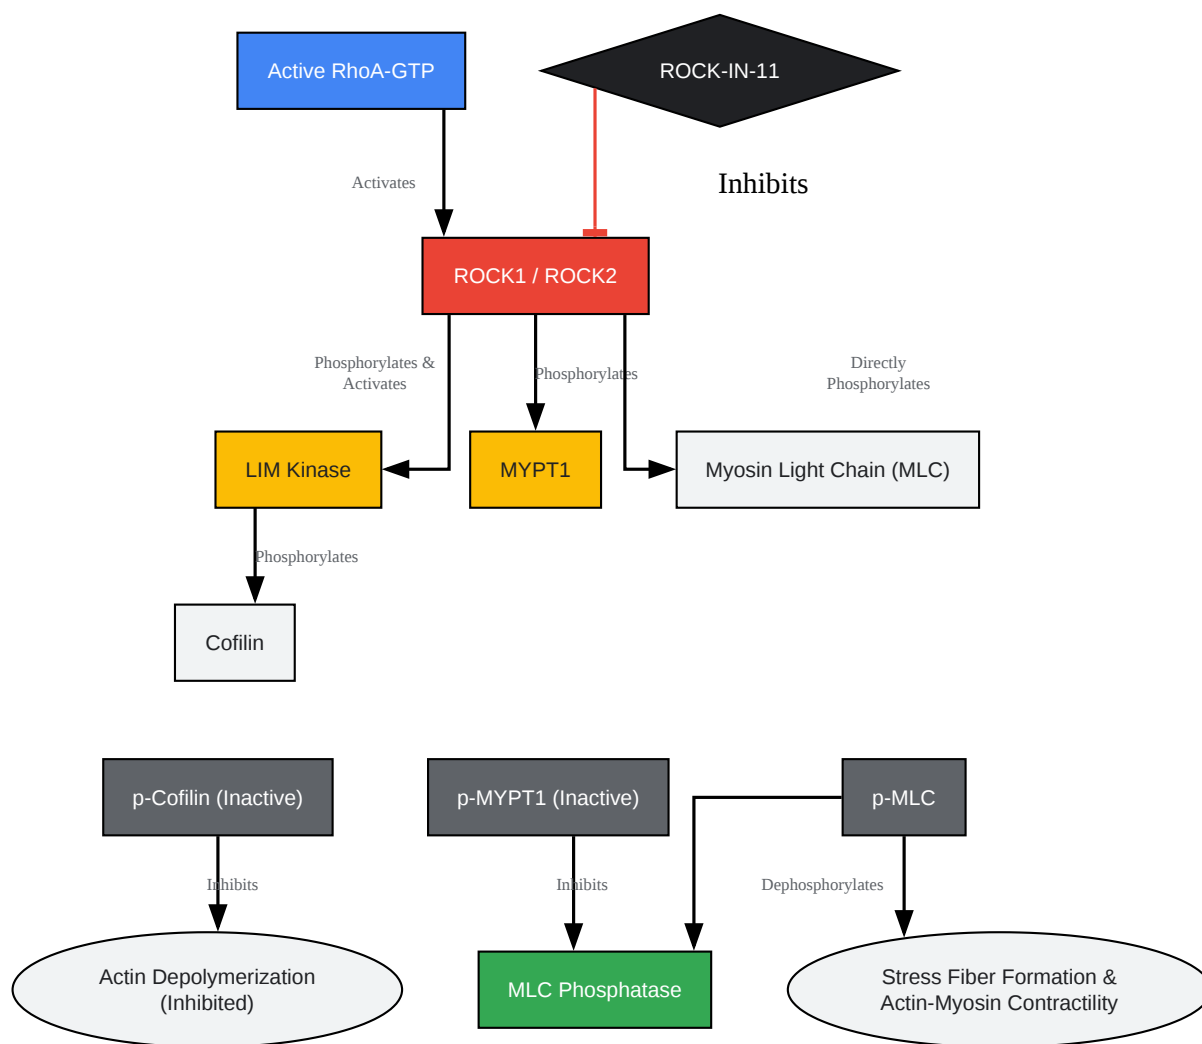 Active RhoA-GTP
ROCK-IN-11
Activates
Inhibits
ROCK1 / ROCK2
Phosphorylates &
Activates
Phosphorylates
Directly
Phosphorylates
LIM Kinase
MYPT1
Myosin Light Chain (MLC)
Phosphorylates
Cofilin
p-Cofilin (Inactive)
p-MYPT1 (Inactive)
p-MLC
Inhibits
Inhibits
Dephosphorylates
Actin Depolymerization
(Inhibited)
MLC Phosphatase
Stress Fiber Formation &
Actin-Myosin Contractility